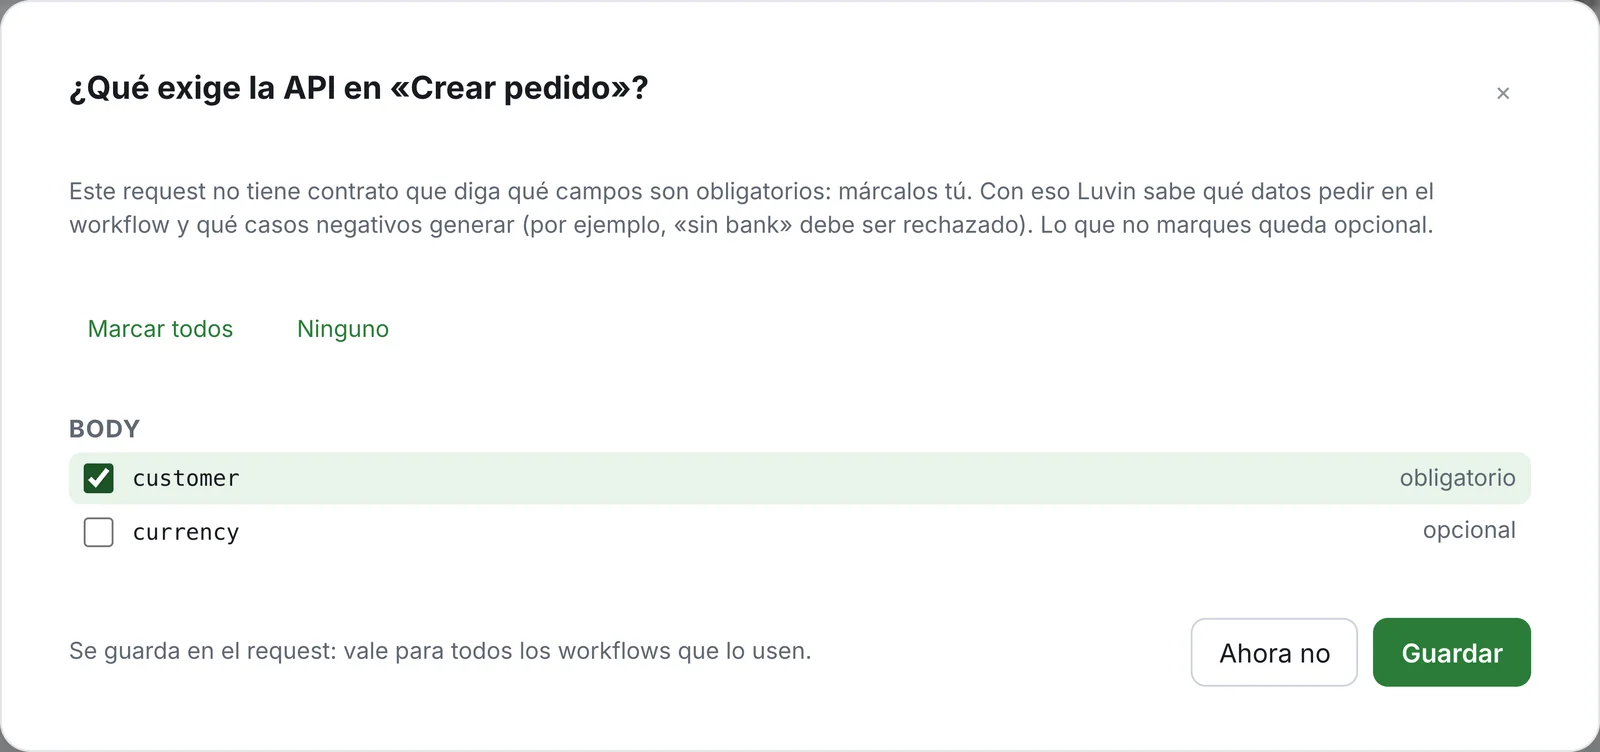 ¿Qué exige la API en «Crear pedido»?
×
Este request no tiene contrato que diga qué campos son obligatorios: márcalos tú. Con eso Luvin sabe qué datos pedir en el
workflow y qué casos negativos generar (por ejemplo, «sin bank» debe ser rechazado). Lo que no marques queda opcional.
Marcar todos Ninguno
BODY
customer obligatorio
currency opcional
Se guarda en el request: vale para todos los workflows que lo usen.
Ahora no Guardar